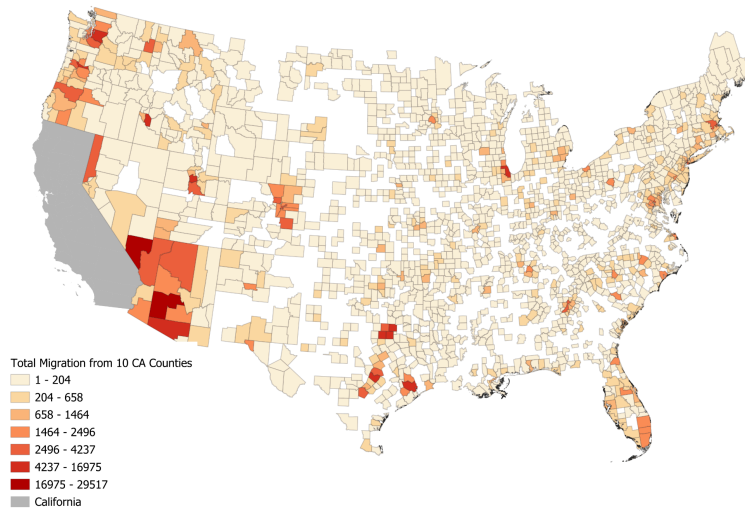 Total Migration from 10 CA Counties
1 - 204
204 - 658
658 - 1464
1464 - 2496
2496 - 4237
4237 - 16975
16975 - 29517
California